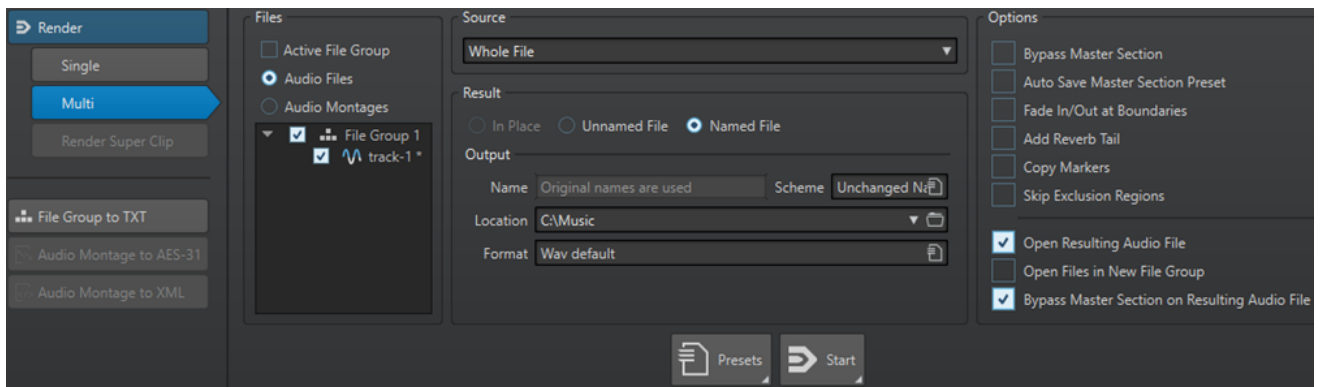 Render
Single
Multi
Render Super Clip
File Group to TXT
Audio Montage to AES-31
Audio Montage to XML
Files
Active File Group
Audio Files
Audio Montages
File Group 1
track-1 *
Source
Whole File
Result
In Place Unnamed File Named File
Output
Name Original names are used Scheme Unchanged Na
Location C:\Music
Format Wav default
Options
Bypass Master Section
Auto Save Master Section Preset
Fade In/Out at Boundaries
Add Reverb Tail
Copy Markers
Skip Exclusion Regions
Open Resulting Audio File
Open Files in New File Group
Bypass Master Section on Resulting Audio File
Presets Start